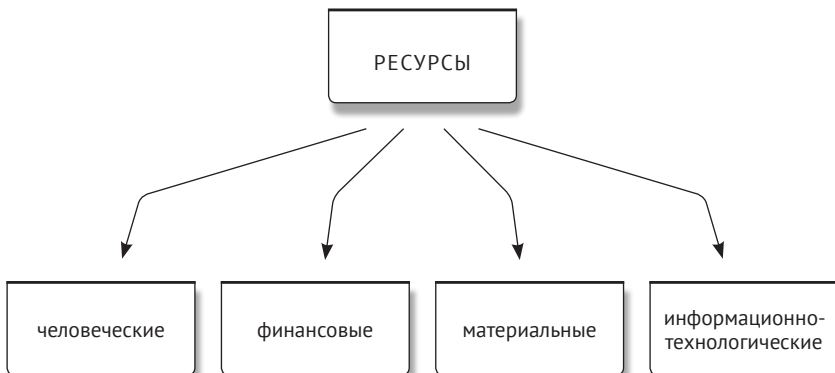 РЕСУРСЫ
человеческие
финансовые
материальные
информационно-
технологические